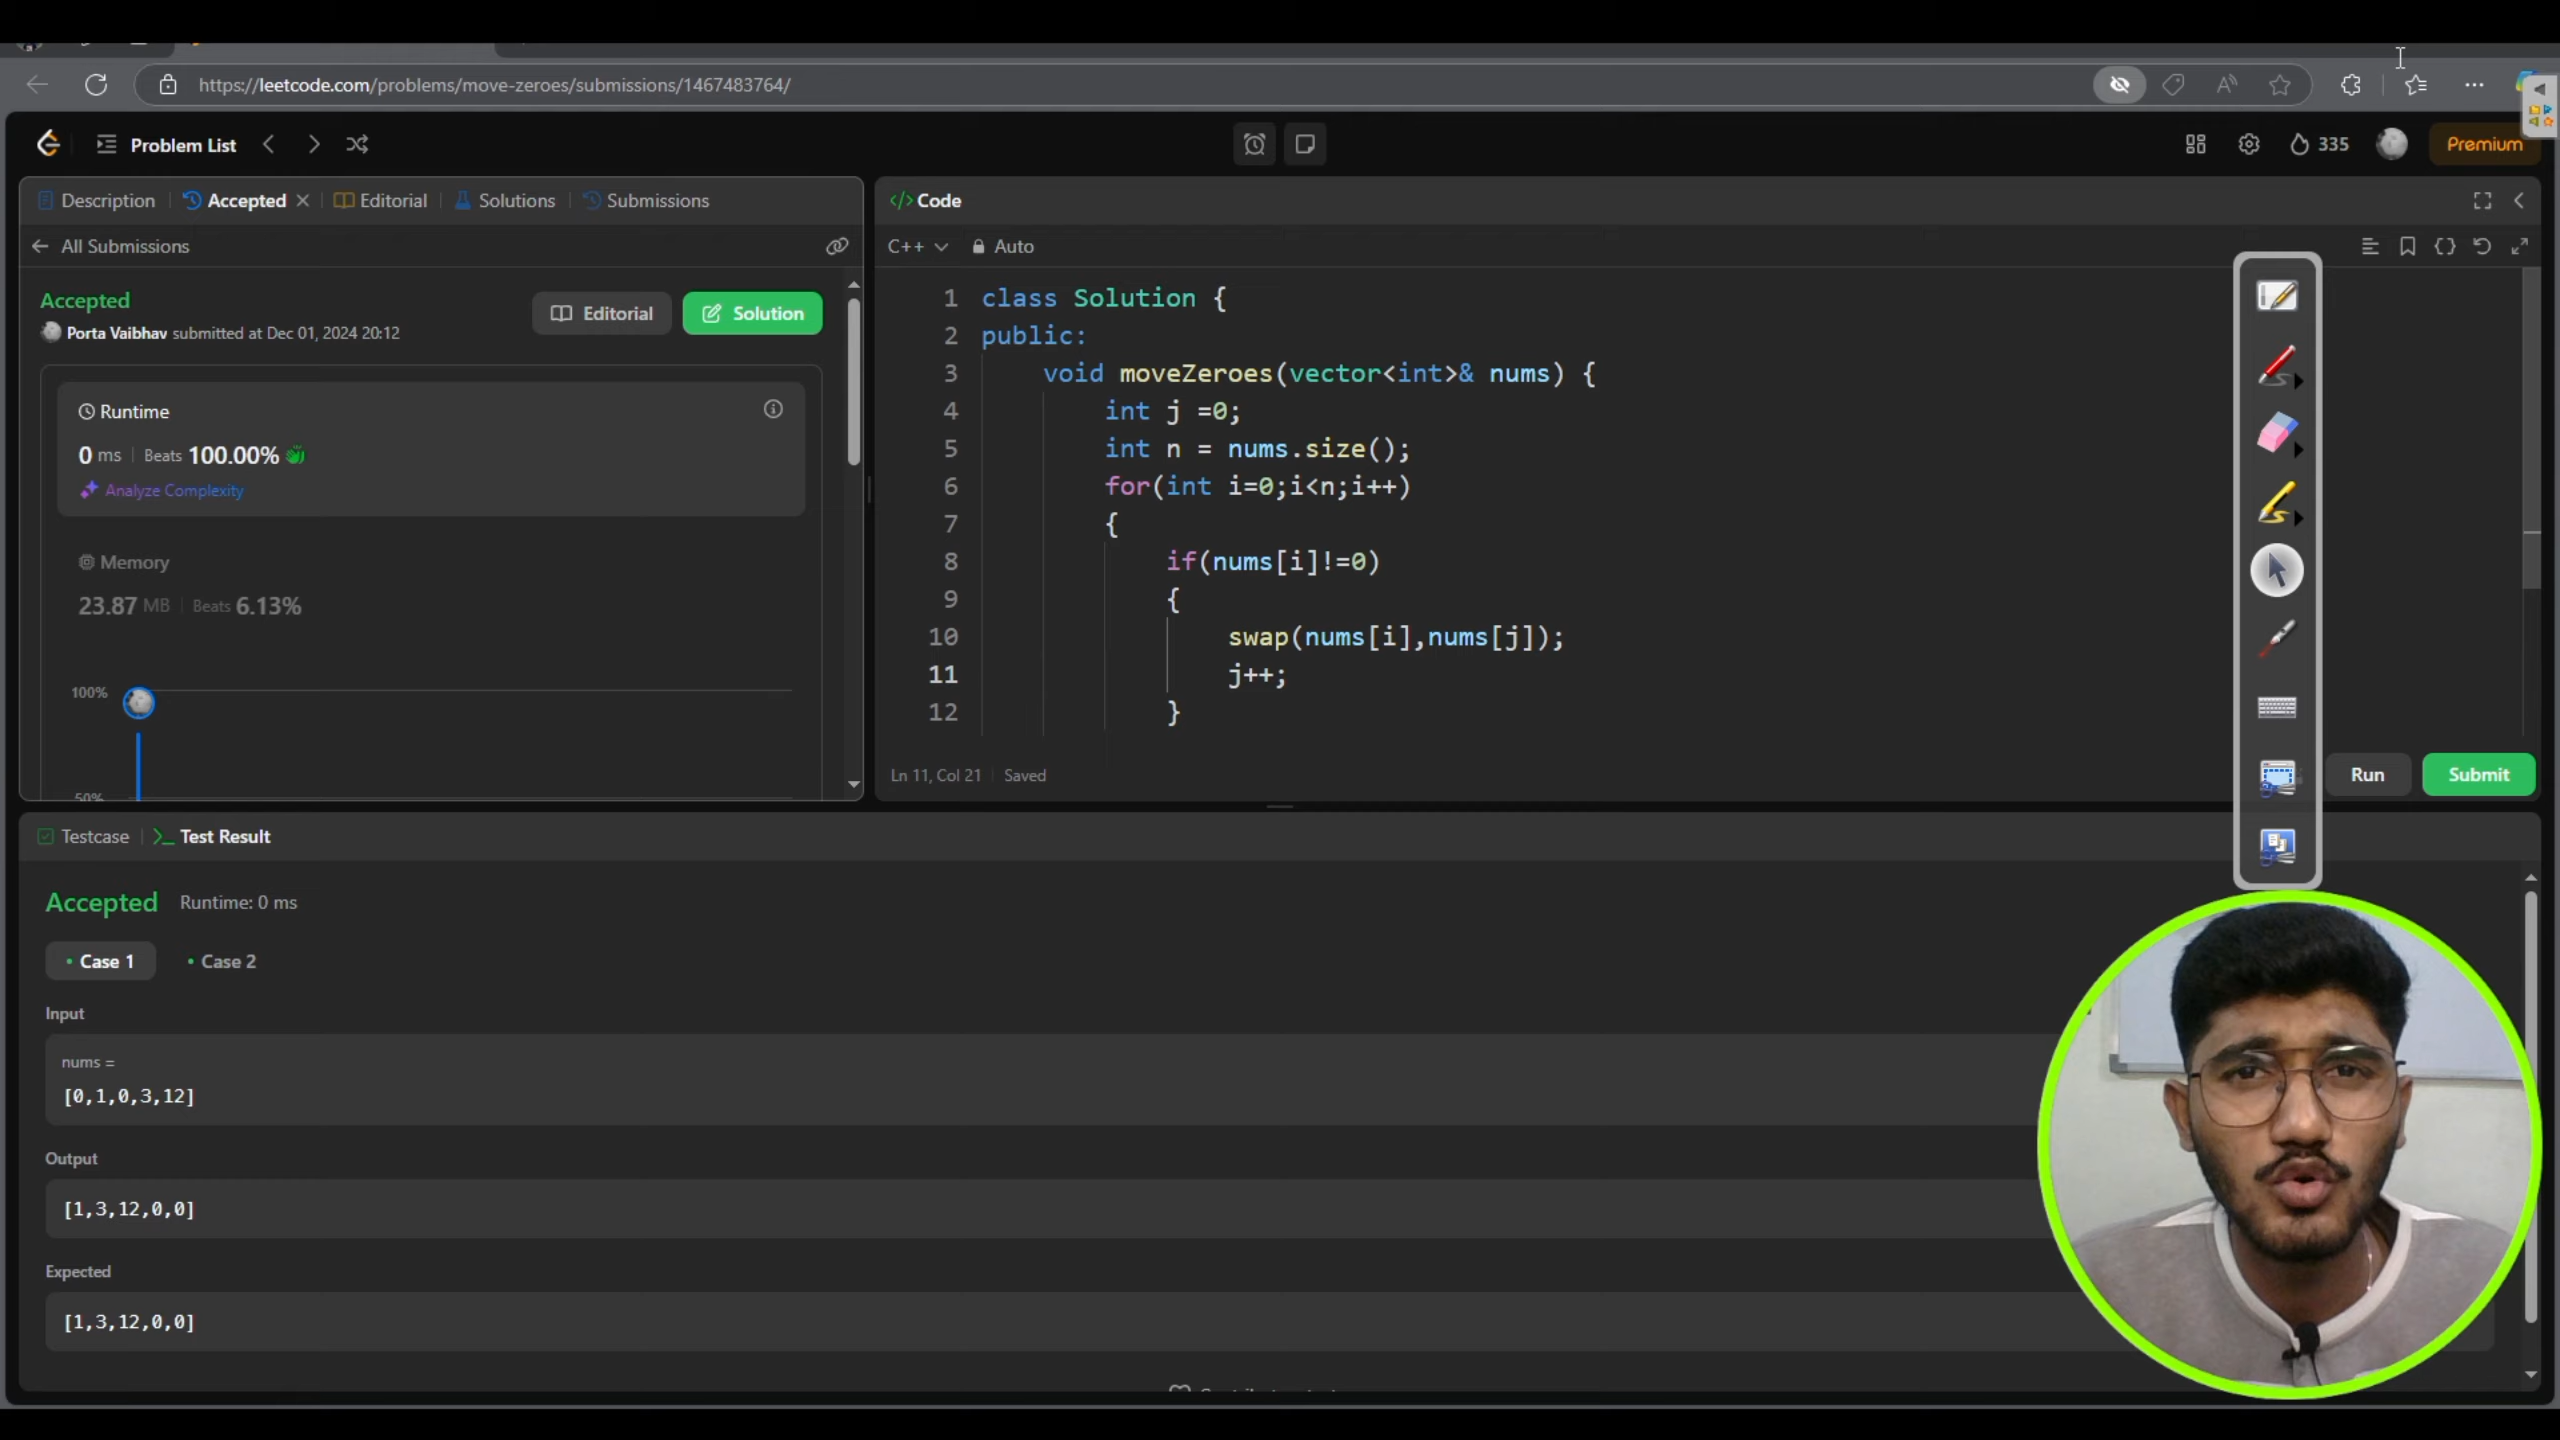 https://leetcode.com/problems/move-zeroes/submissions/1467483764/
Problem List
335
Premium
Description
Accepted
Editorial
Solutions
Submissions
All Submissions
Accepted
Porta Vaibhav submitted at Dec 01, 2024 20:12
Editorial
Solution
Runtime
0 ms | Beats 100.00%
Analyze Complexity
Memory
23.87 MB | Beats 6.13%
100%
50%
</> Code
C++
Auto
1 class Solution {
2 public:
3 void moveZeroes(vector<int>& nums) {
4 int j =0;
5 int n = nums.size();
6 for(int i=0;i<n;i++)
7 {
8 if(nums[i]!=0)
9 {
10 swap(nums[i],nums[j]);
11 j++;
12 }
Ln 11, Col 21 | Saved
Run
Submit
Testcase
Test Result
Accepted Runtime: 0 ms
Case 1
Case 2
Input
nums =
[0,1,0,3,12]
Output
[1,3,12,0,0]
Expected
[1,3,12,0,0]